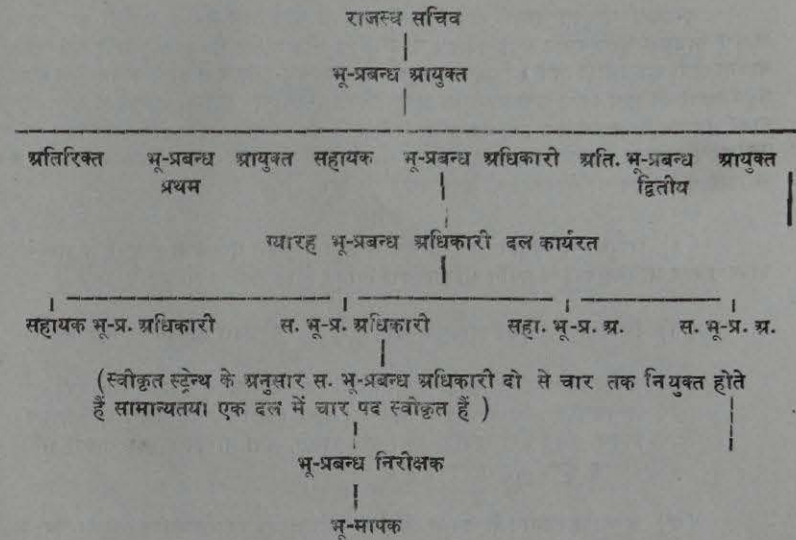 राजस्व सचिव
भू-प्रबन्ध आयुक्त
अतिरिक्त भू-प्रबन्ध आयुक्त सहायक भू-प्रबन्ध अधिकारी अति. भू-प्रबन्ध आयुक्त
प्रथम द्वितीय
ग्यारह भू-प्रबन्ध अधिकारी दल कार्यरत
सहायक भू-प्र. अधिकारी स. भू-प्र. अधिकारी सहा. भू-प्र. अ. स. भू-प्र. अ.
(स्वीकृत स्ट्रेन्थ के अनुसार स. भू-प्रबन्ध अधिकारी दो से चार तक नियुक्त होते
हैं सामान्यतया एक दल में चार पद स्वीकृत हैं )
भू-प्रबन्ध निरीक्षक
भू-मापक